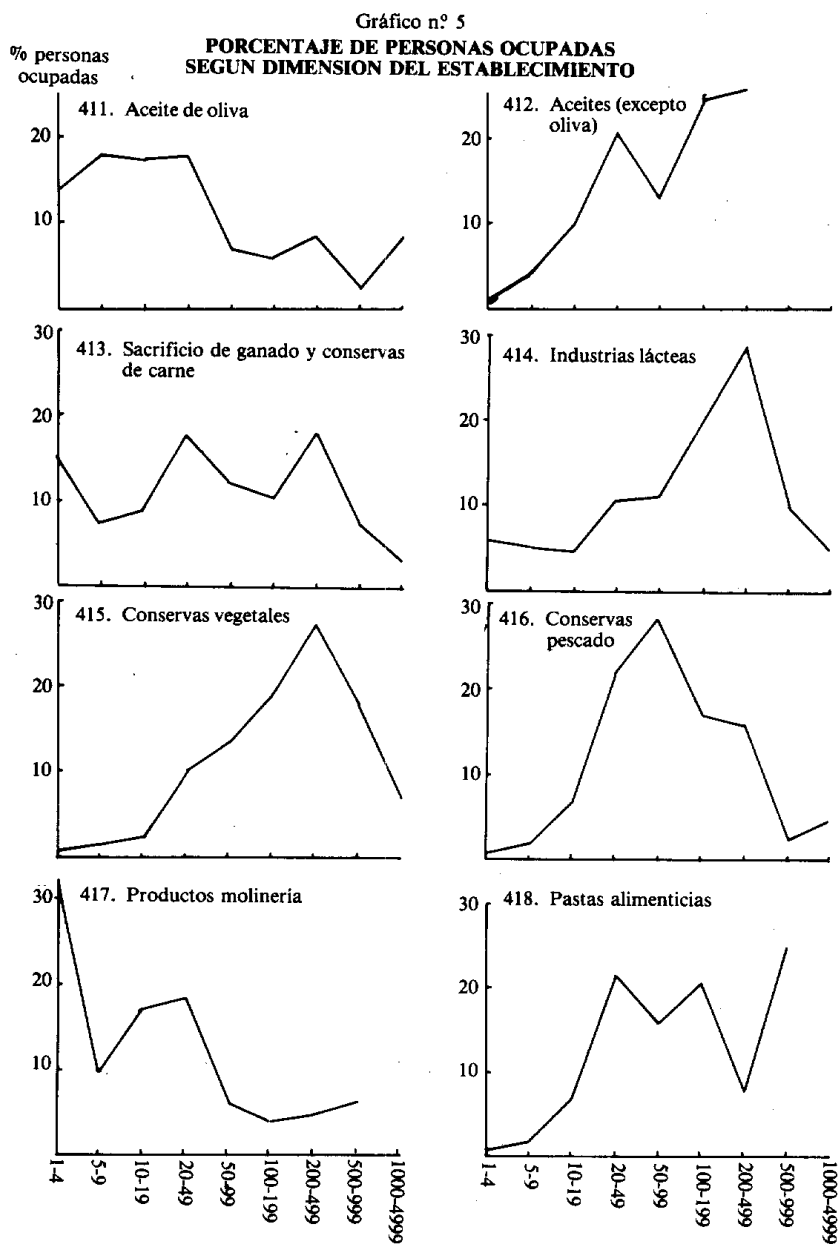 Gráfico nº 5
PORCENTAJE DE PERSONAS OCUPADAS
SEGUN DIMENSION DEL ESTABLECIMIENTO
% personas
ocupadas
411. Aceite de oliva
20
10
412. Aceites (excepto
oliva)
20
10
413. Sacrificio de ganado y conservas
de carne
30
20
10
414. Industrias lácteas
30
20
10
415. Conservas vegetales
30
20
10
416. Conservas
pescado
30
20
10
417. Productos molinería
30
20
10
418. Pastas alimenticias
30
20
10
1-4
5-9
10-19
20-49
50-99
100-199
200-499
500-999
1000-4999
1-4
5-9
10-19
20-49
50-99
100-199
200-499
500-999
1000-4999